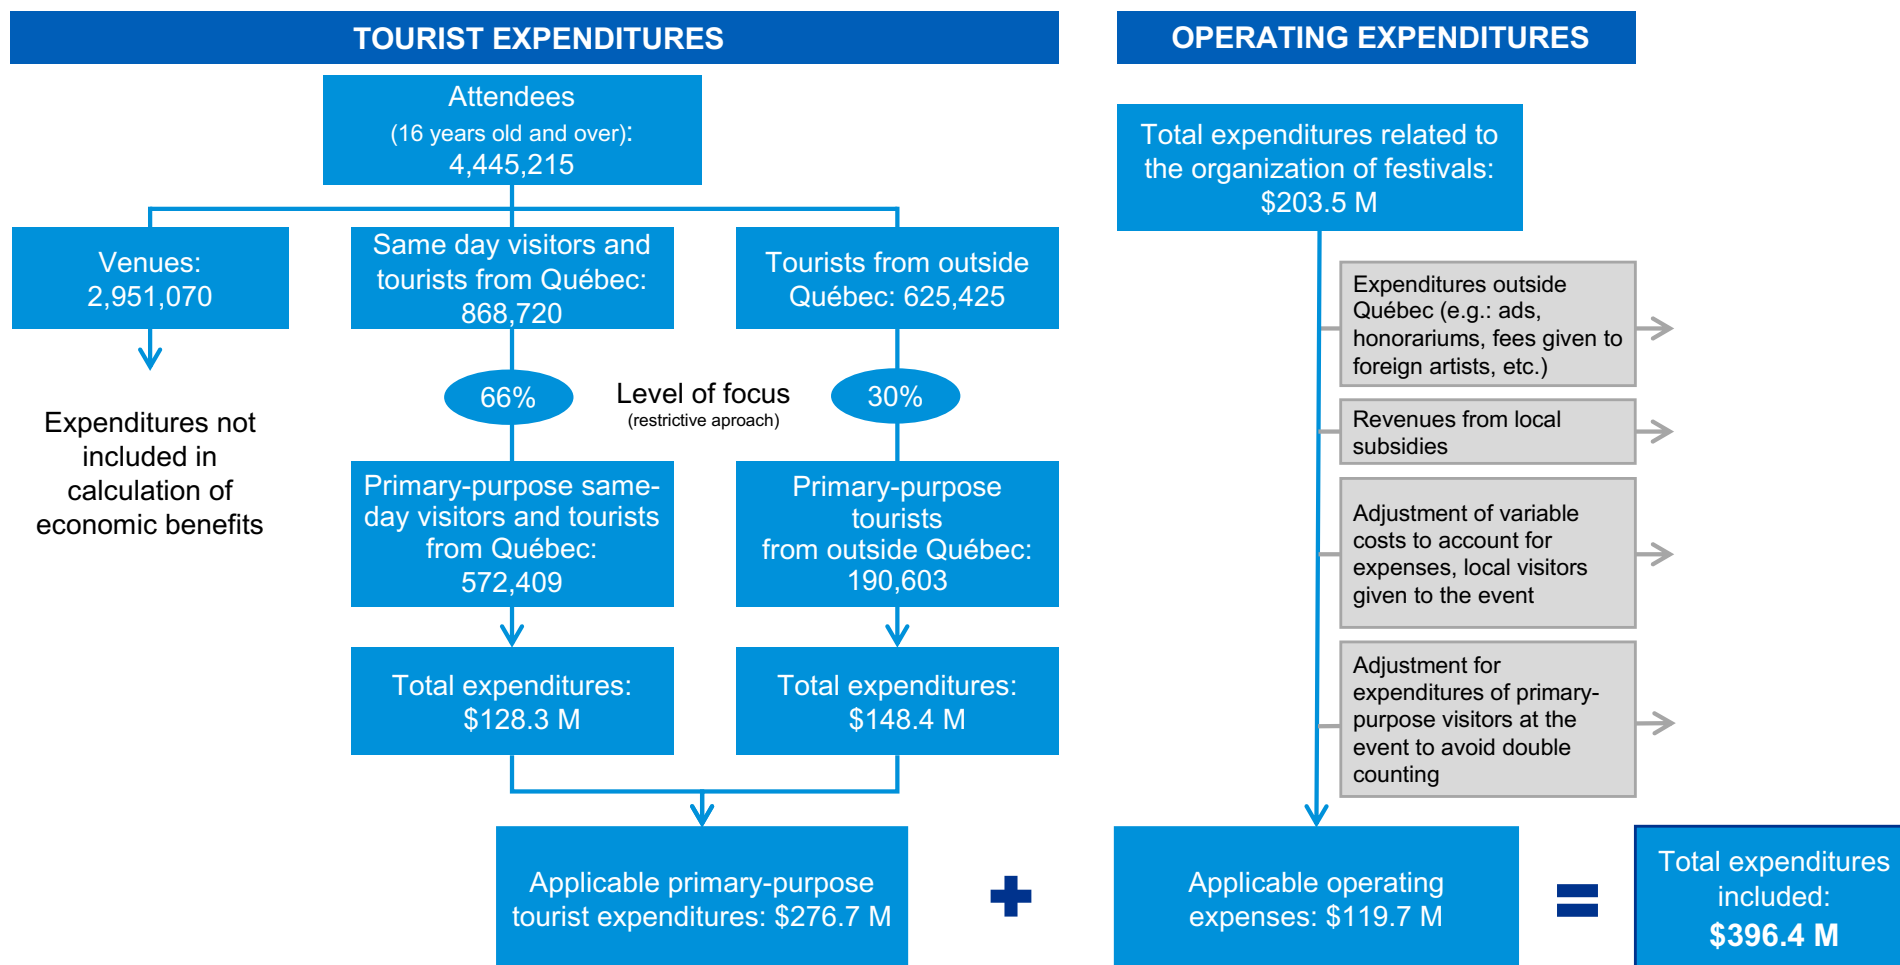 TOURIST EXPENDITURES
Attendees
(16 years old and over):
4,445,215
Venues:
2,951,070
Same day visitors and
tourists from Québec:
868,720
Tourists from outside
Québec: 625,425
Expenditures not
included in
calculation of
economic benefits
66%
Level of focus
(restrictive aproach)
30%
Primary-purpose same-
day visitors and tourists
from Québec:
572,409
Primary-purpose
tourists
from outside Québec:
190,603
Total expenditures:
$128.3 M
Total expenditures:
$148.4 M
Applicable primary-purpose
tourist expenditures: $276.7 M
OPERATING EXPENDITURES
Total expenditures related to
the organization of festivals:
$203.5 M
Expenditures outside
Québec (e.g.: ads,
honorariums, fees given to
foreign artists, etc.)
Revenues from local
subsidies
Adjustment of variable
costs to account for
expenses, local visitors
given to the event
Adjustment for
expenditures of primary-
purpose visitors at the
event to avoid double
counting
+
Applicable operating
expenses: $119.7 M
=
Total expenditures
included:
$396.4 M